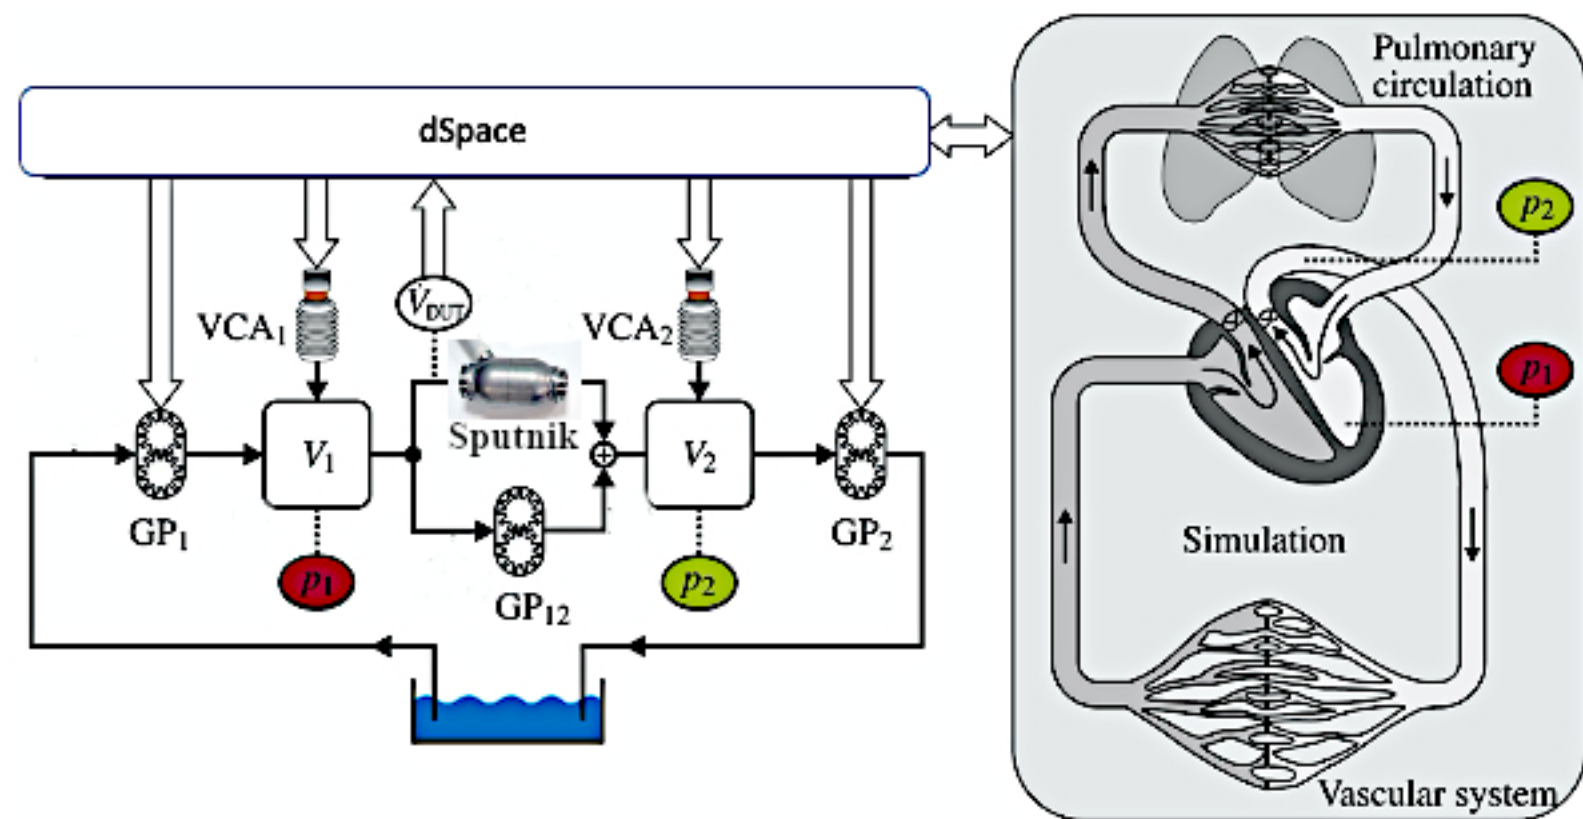 Pulmonary
circulation
dSpace
p2
V̇DUT
VCA1
VCA2
p1
Sputnik
V1
V2
GP1
GP2
Simulation
p1
p2
GP12
Vascular system